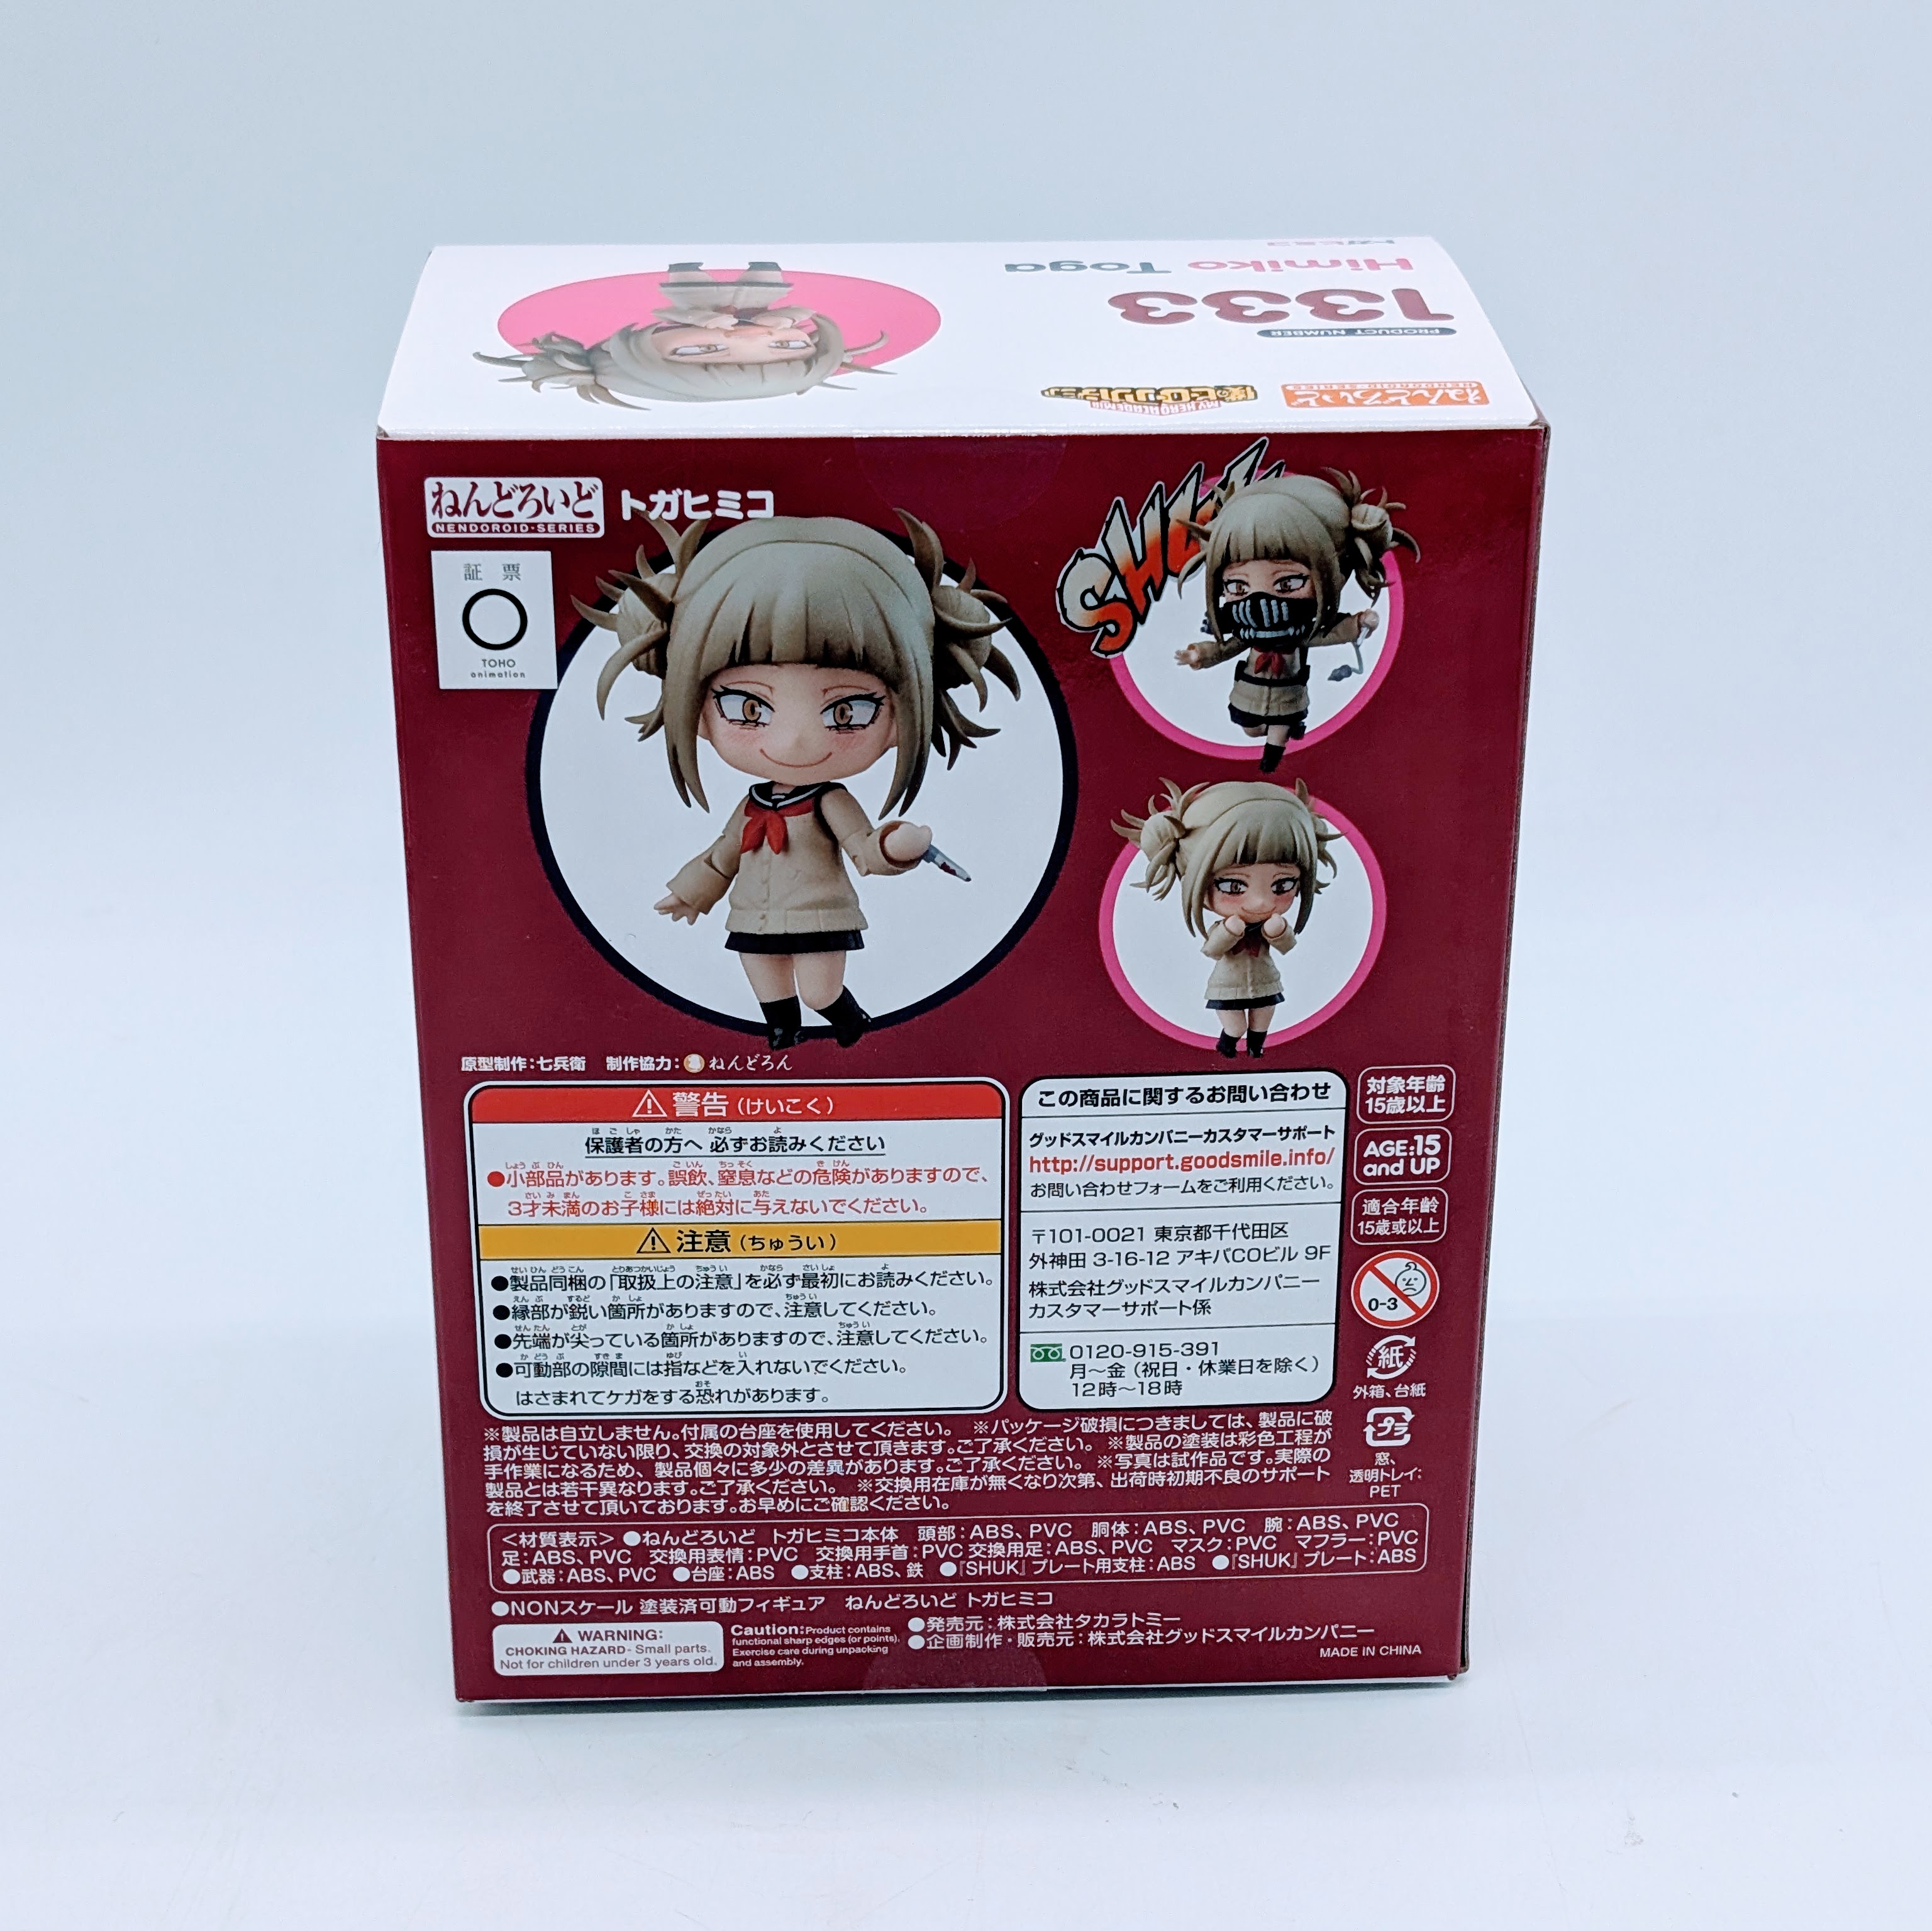 トガヒミコ
Himiko Toga
1333
PRODUCT NUMBER
僕のヒーローアカデミア
MY HERO ACADEMIA
ねんどろいど
NENDOROID-SERIES
ねんどろいど
NENDOROID-SERIES
トガヒミコ
証 票
TOHO
animation
原型制作:七兵衛 制作協力: ねんどろん
警告(けいこく)
保護者の方へ 必ずお読みください
●小部品があります。誤飲、窒息などの危険がありますので、
3才未満のお子様には絶対に与えないでください。
注意(ちゅうい)
●製品同梱の「取扱上の注意」を必ず最初にお読みください。
●縁部が鋭い箇所がありますので、注意してください。
●先端が尖っている箇所がありますので、注意してください。
●可動部の隙間には指などを入れないでください。
はさまれてケガをする恐れがあります。
この商品に関するお問い合わせ
グッドスマイルカンパニーカスタマーサポート
http://support.goodsmile.info/
お問い合わせフォームをご利用ください。
〒101-0021 東京都千代田区
外神田 3-16-12 アキバCOビル 9F
株式会社グッドスマイルカンパニー
カスタマーサポート係
0120-915-391
月〜金(祝日・休業日を除く)
12時〜18時
対象年齢
15歳以上
AGE:15
and UP
適合年齢
15歳或以上
0-3
紙
外箱、台紙
プラ
窓、
透明トレイ:
PET
※製品は自立しません。付属の台座を使用してください。 ※パッケージ破損につきましては、製品に破
損が生じていない限り、交換の対象外とさせて頂きます。ご了承ください。 ※製品の塗装は彩色工程が
手作業になるため、製品個々に多少の差異があります。ご了承ください。 ※写真は試作品です。実際の
製品とは若干異なります。ご了承ください。 ※交換用在庫が無くなり次第、出荷時初期不良のサポート
を終了させて頂いております。お早めにご確認ください。
<材質表示> ●ねんどろいど トガヒミコ本体 頭部:ABS、PVC 胴体:ABS、PVC 腕:ABS、PVC
足:ABS、PVC 交換用表情:PVC 交換用手首:PVC 交換用足:ABS、PVC マスク:PVC マフラー:PVC
●武器:ABS、PVC ●台座:ABS ●支柱:ABS、鉄 ●『SHUK』プレート用支柱:ABS ●『SHUK』プレート:ABS
●NONスケール 塗装済可動フィギュア ねんどろいど トガヒミコ
WARNING:
CHOKING HAZARD- Small parts.
Not for children under 3 years old.
Caution:Product contains
functional sharp edges (or points).
Exercise care during unpacking
and assembly.
●発売元:株式会社タカラトミー
●企画制作・販売元:株式会社グッドスマイルカンパニー
MADE IN CHINA